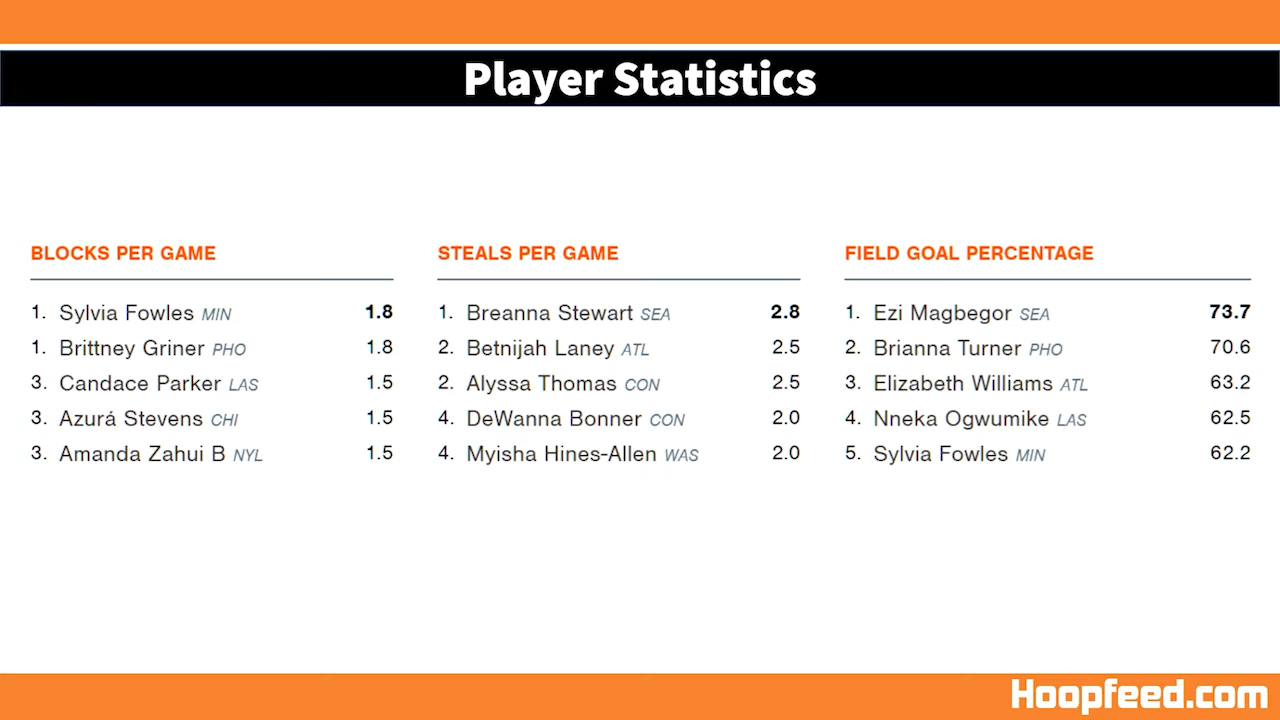 Player Statistics
BLOCKS PER GAME
1. Sylvia Fowles MIN 1.8
1. Brittney Griner PHO 1.8
3. Candace Parker LAS 1.5
3. Azurá Stevens CHI 1.5
3. Amanda Zahui B NYL 1.5
STEALS PER GAME
1. Breanna Stewart SEA 2.8
2. Betnijah Laney ATL 2.5
2. Alyssa Thomas CON 2.5
4. DeWanna Bonner CON 2.0
4. Myisha Hines-Allen WAS 2.0
FIELD GOAL PERCENTAGE
1. Ezi Magbegor SEA 73.7
2. Brianna Turner PHO 70.6
3. Elizabeth Williams ATL 63.2
4. Nneka Ogwumike LAS 62.5
5. Sylvia Fowles MIN 62.2
Hoopfeed.com